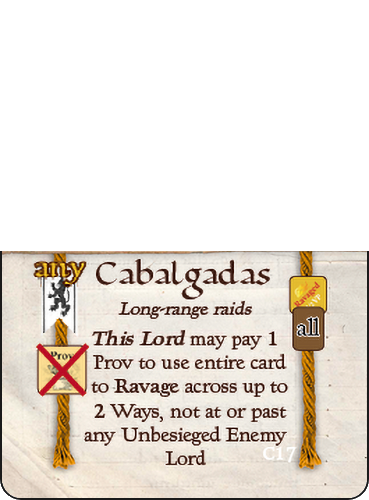 any
Cabalgadas
Long-range raids
Ravaged
all
Prov
This Lord may pay 1
Prov to use entire card
to Ravage across up to
2 Ways, not at or past
any Unbesieged Enemy
Lord
c17